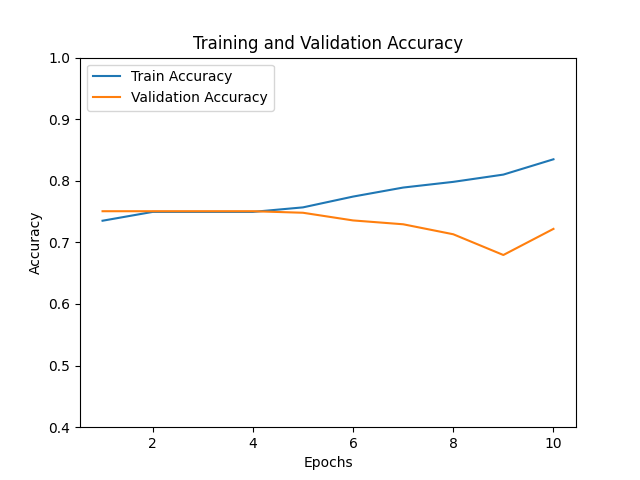 Training and Validation Accuracy
Train Accuracy
Validation Accuracy
Accuracy
1.0
0.9
0.8
0.7
0.6
0.5
0.4
2 4 6 8 10
Epochs